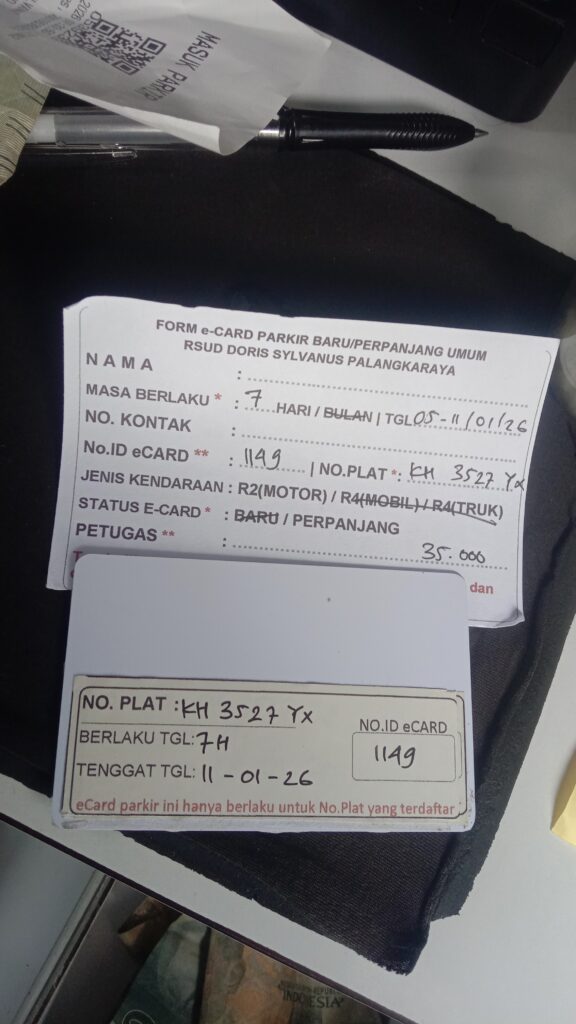 MASUK PARKIR
FORM e-CARD PARKIR BARU/PERPANJANG UMUM
RSUD DORIS SYLVANUS PALANGKARAYA
NAMA :
MASA BERLAKU * : 7 HARI / BULAN | TGL 05-11/01/26
NO. KONTAK :
No.ID eCARD ** : 1149 | NO.PLAT *: KH 3527 YX
JENIS KENDARAAN : R2(MOTOR) / R4(MOBIL) / R4(TRUK)
STATUS E-CARD * : BARU / PERPANJANG
PETUGAS ** : 35.000
dan
NO. PLAT : KH 3527 YX
NO.ID eCARD
BERLAKU TGL: 7H
1149
TENGGAT TGL: 11-01-26
eCard parkir ini hanya berlaku untuk No.Plat yang terdaftar
INDONESIA